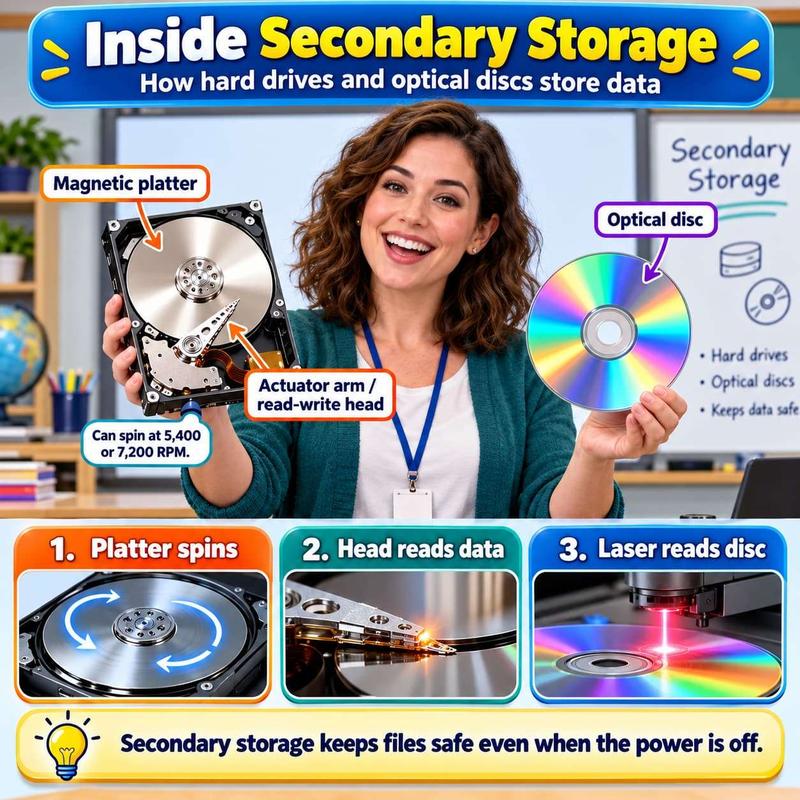 Inside Secondary Storage
How hard drives and optical discs store data
Magnetic platter
Secondary
Storage
Optical disc
Actuator arm /
read-write head
Can spin at 5,400
or 7,200 RPM.
• Hard drives
• Optical discs
• Keeps data safe
1. Platter spins
2. Head reads data
3. Laser reads disc
Secondary storage keeps files safe even when the power is off.